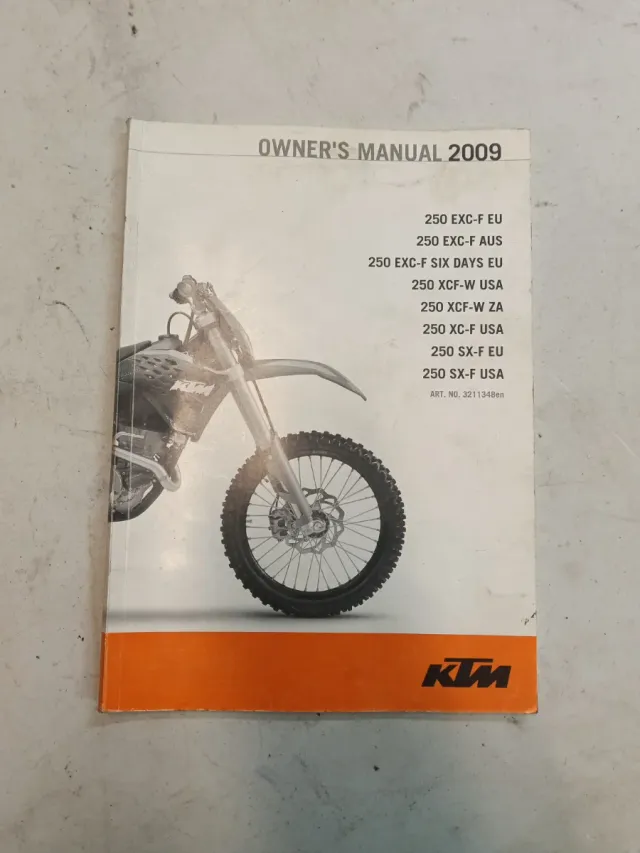 OWNER'S MANUAL 2009
250 EXC-F EU
250 EXC-F AUS
250 EXC-F SIX DAYS EU
250 XCF-W USA
250 XCF-W ZA
250 XC-F USA
250 SX-F EU
250 SX-F USA
ART. NO. 3211348en
KTM
KTM